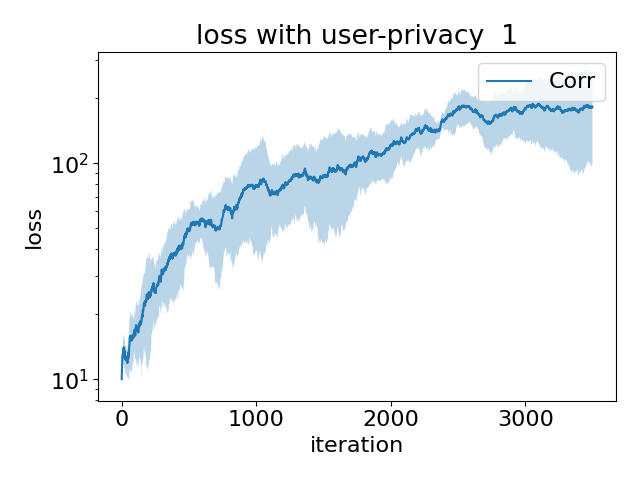 loss with user-privacy  1
Corr
10²
loss
10¹
0 1000 2000 3000
iteration